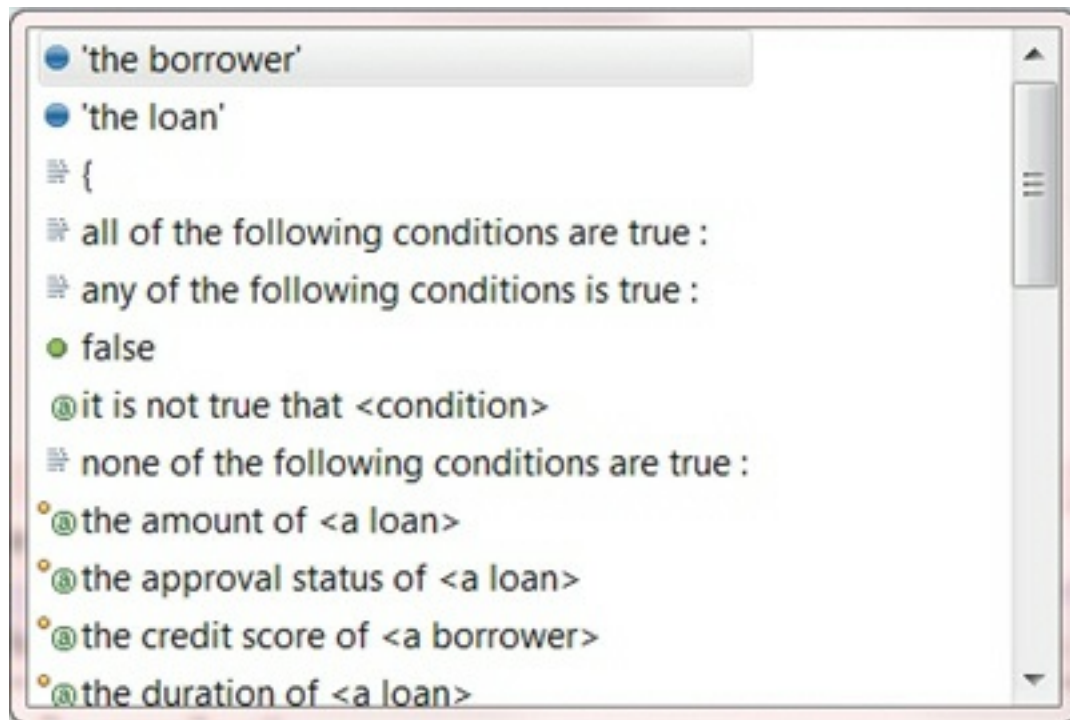 'the borrower'
'the loan'
{
all of the following conditions are true :
any of the following conditions is true :
false
it is not true that <condition>
none of the following conditions are true :
the amount of <a loan>
the approval status of <a loan>
the credit score of <a borrower>
the duration of <a loan>